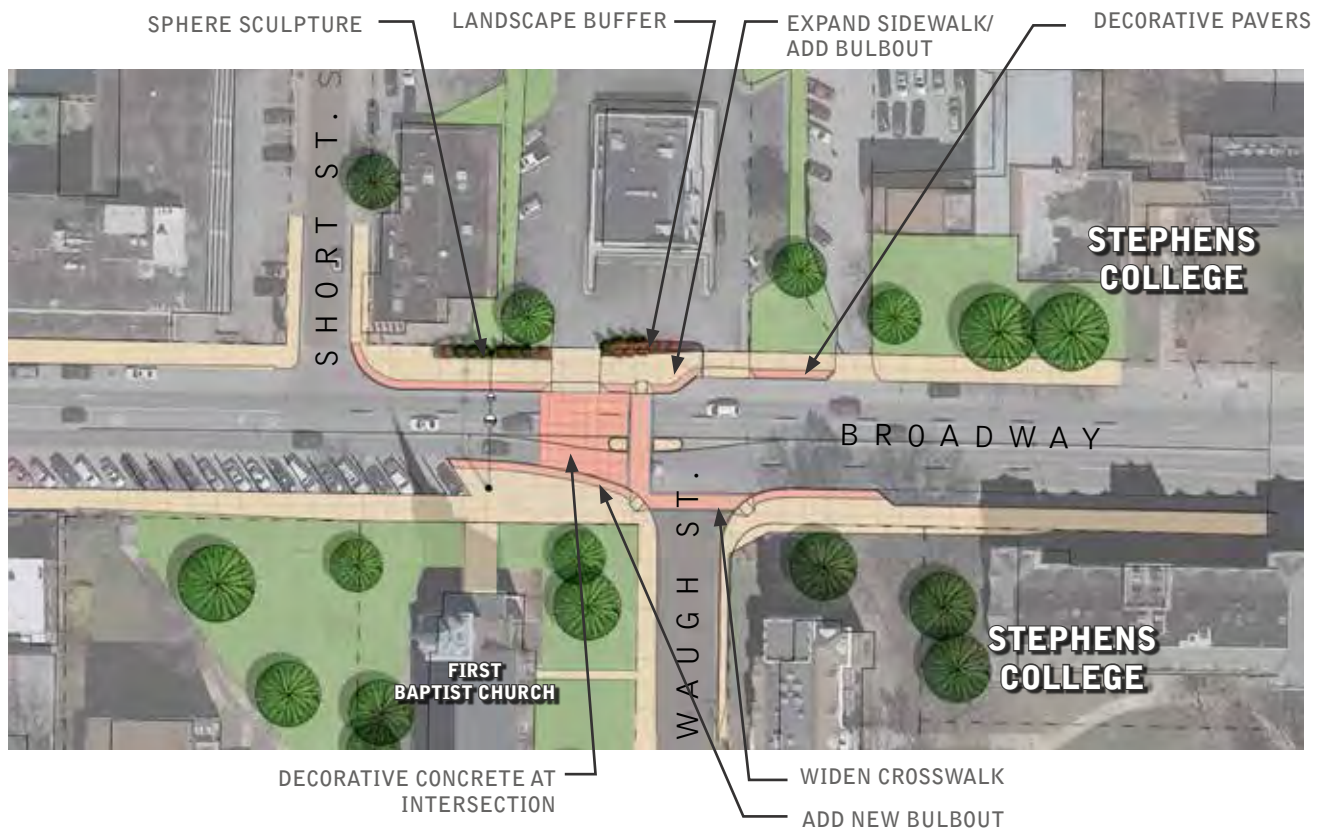 SPHERE SCULPTURE
LANDSCAPE BUFFER
EXPAND SIDEWALK/
ADD BULBOUT
DECORATIVE PAVERS
SHORT ST.
A
STEPHENS
COLLEGE
BROADWAY
WAUGH ST.
FIRST
BAPTIST CHURCH
STEPHENS
COLLEGE
DECORATIVE CONCRETE AT
INTERSECTION
WIDEN CROSSWALK
ADD NEW BULBOUT